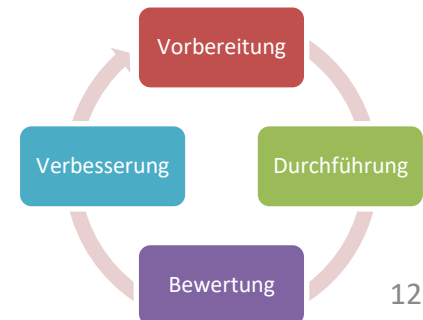 Vorbereitung
Verbesserung
Durchführung
Bewertung
12